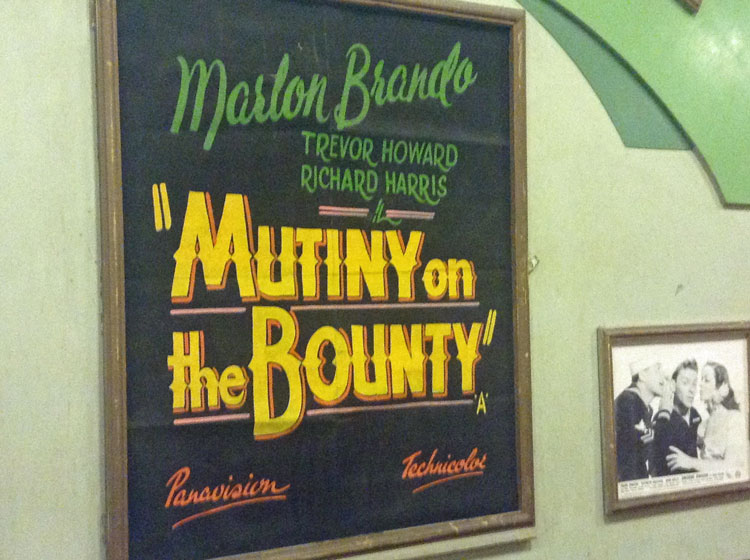 Marlon Brando
TREVOR HOWARD
RICHARD HARRIS
in
"MUTINY on
the BOUNTY"
'A'
Panavision Technicolor